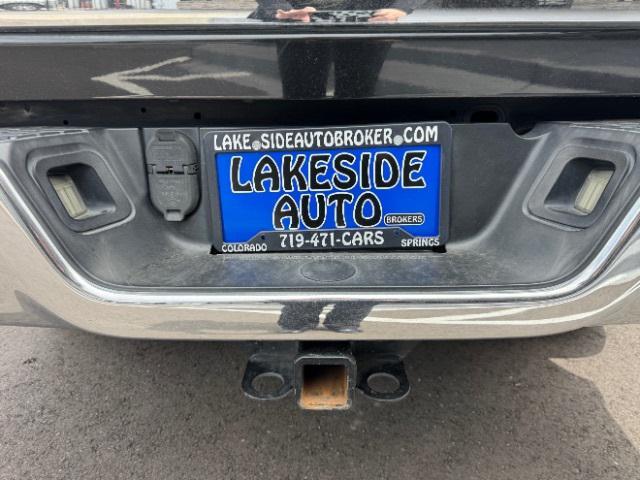 LAKESIDEAUTOBROKER.COM
LAKESIDE
AUTO
BROKERS
719-471-CARS
COLORADO SPRINGS